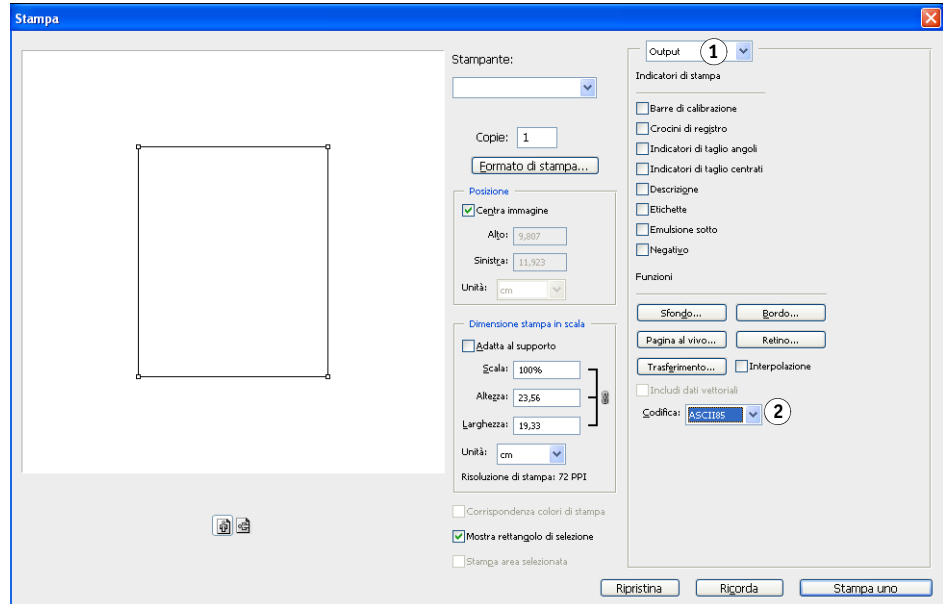 Stampa
Stampante:
Copie: 1
Formato di stampa...
Posizione
Centra immagine
Alto: 9,807
Sinistra: 11,923
Unità: cm
Dimensione stampa in scala
Adatta al supporto
Scala: 100%
Altezza: 23,56
Larghezza: 19,33
Unità: cm
Risoluzione di stampa: 72 PPI
Corrispondenza colori di stampa
Mostra rettangolo di selezione
Stampa area selezionata
Output 1
Indicatori di stampa
Barre di calibrazione
Crocini di registro
Indicatori di taglio angoli
Indicatori di taglio centrati
Descrizione
Etichette
Emulsione sotto
Negativo
Funzioni
Sfondo... Bordo...
Pagina al vivo... Retino...
Trasferimento... Interpolazione
Includi dati vettoriali
Codifica: ASCII85 2
Ripristina Ricorda Stampa uno